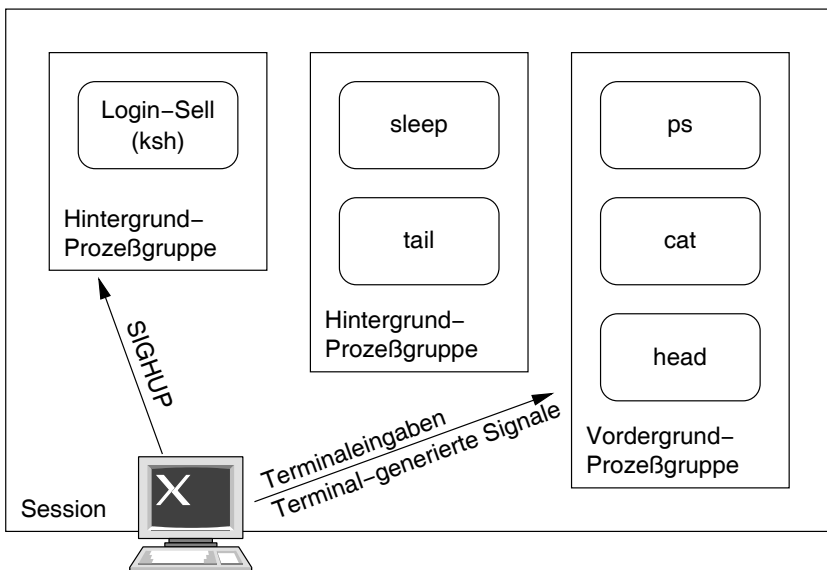 Login–Sell
(ksh)
Hintergrund–
Prozeßgruppe
sleep
tail
Hintergrund–
Prozeßgruppe
ps
cat
head
Vordergrund–
Prozeßgruppe
SIGHUP
Terminaleingaben
Terminal–generierte Signale
Session
X